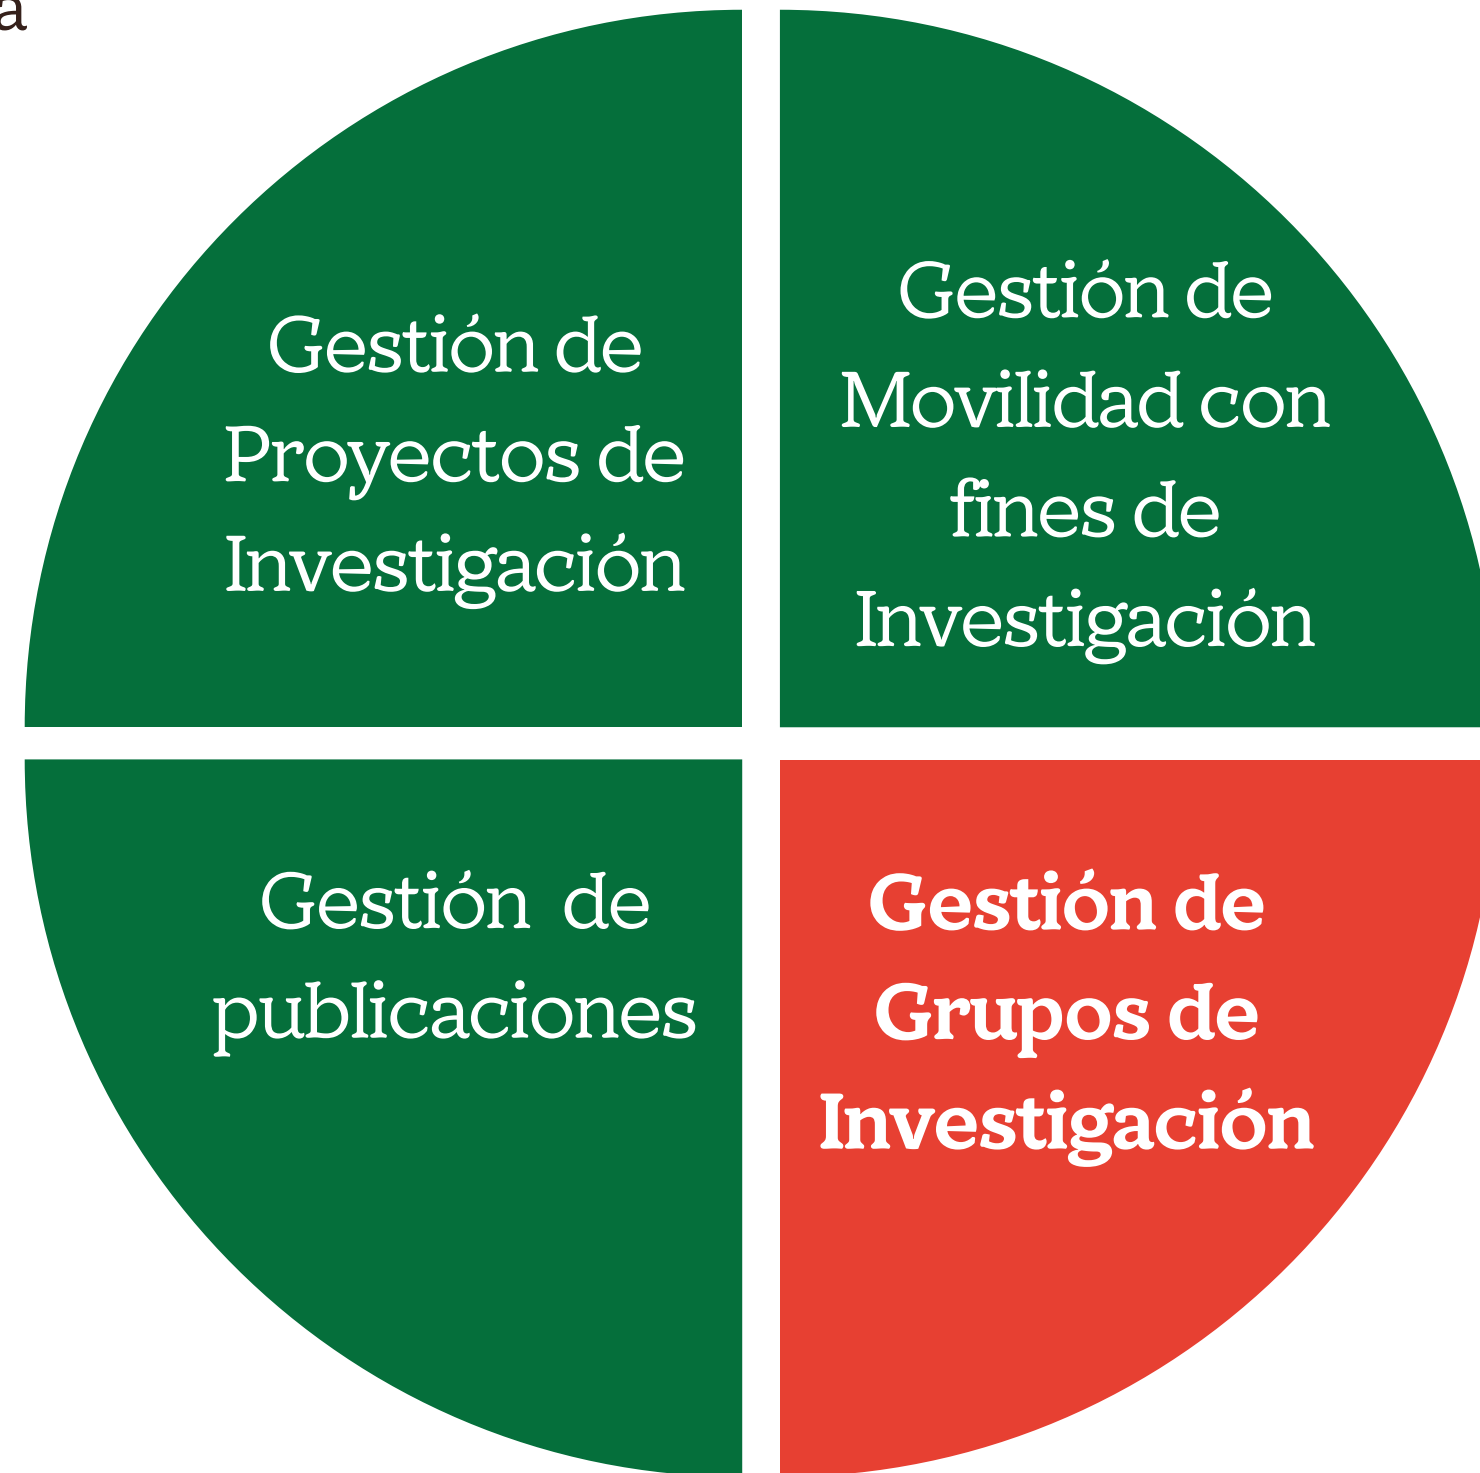 a
Gestión de
Proyectos de
Investigación
Gestión de
Movilidad con
fines de
Investigación
Gestión  de
publicaciones
Gestión de
Grupos de
Investigación